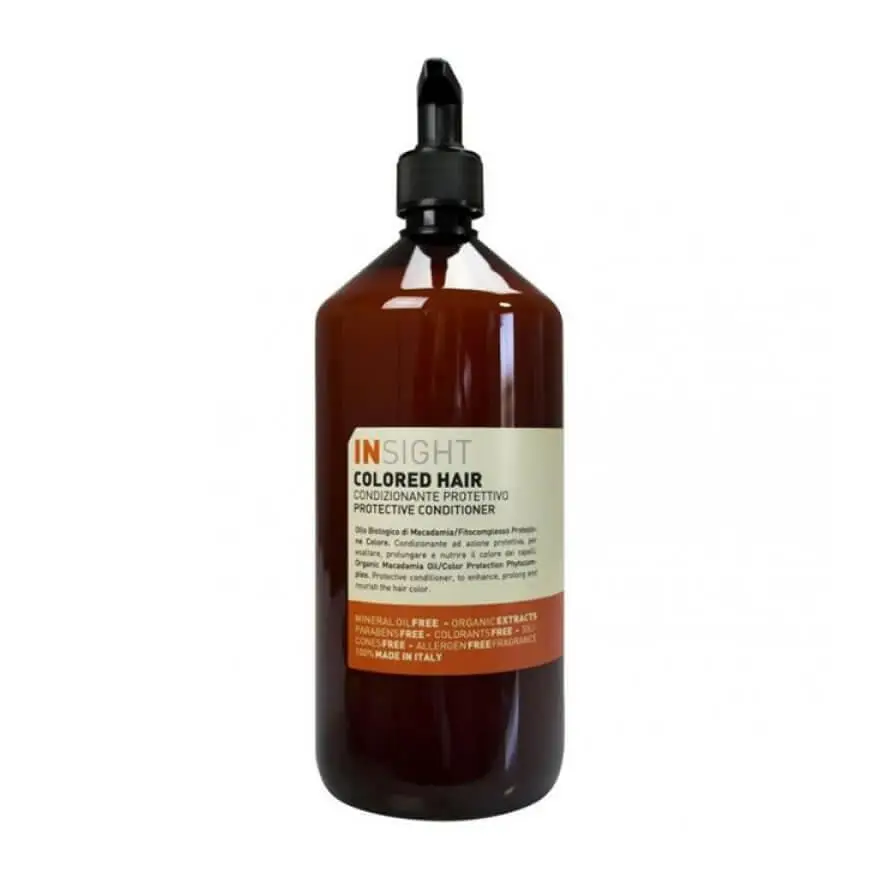 INSIGHT
COLORED HAIR
CONDIZIONANTE PROTETTIVO
PROTECTIVE CONDITIONER
Olio Biologico di Macadamia/Fitocomplesso Protezio-
ne Colore. Condizionante ad azione protettiva, per
esaltare, prolungare e nutrire il colore dei capelli.
Organic Macadamia Oil/Color Protection Phytocom-
plex. Protective conditioner, to enhance, prolong and
nourish the hair color.
MINERAL OIL FREE - ORGANIC EXTRACTS
PARABENS FREE - COLORANTS FREE - SILI-
CONES FREE - ALLERGEN FREE FRAGRANCE
100% MADE IN ITALY